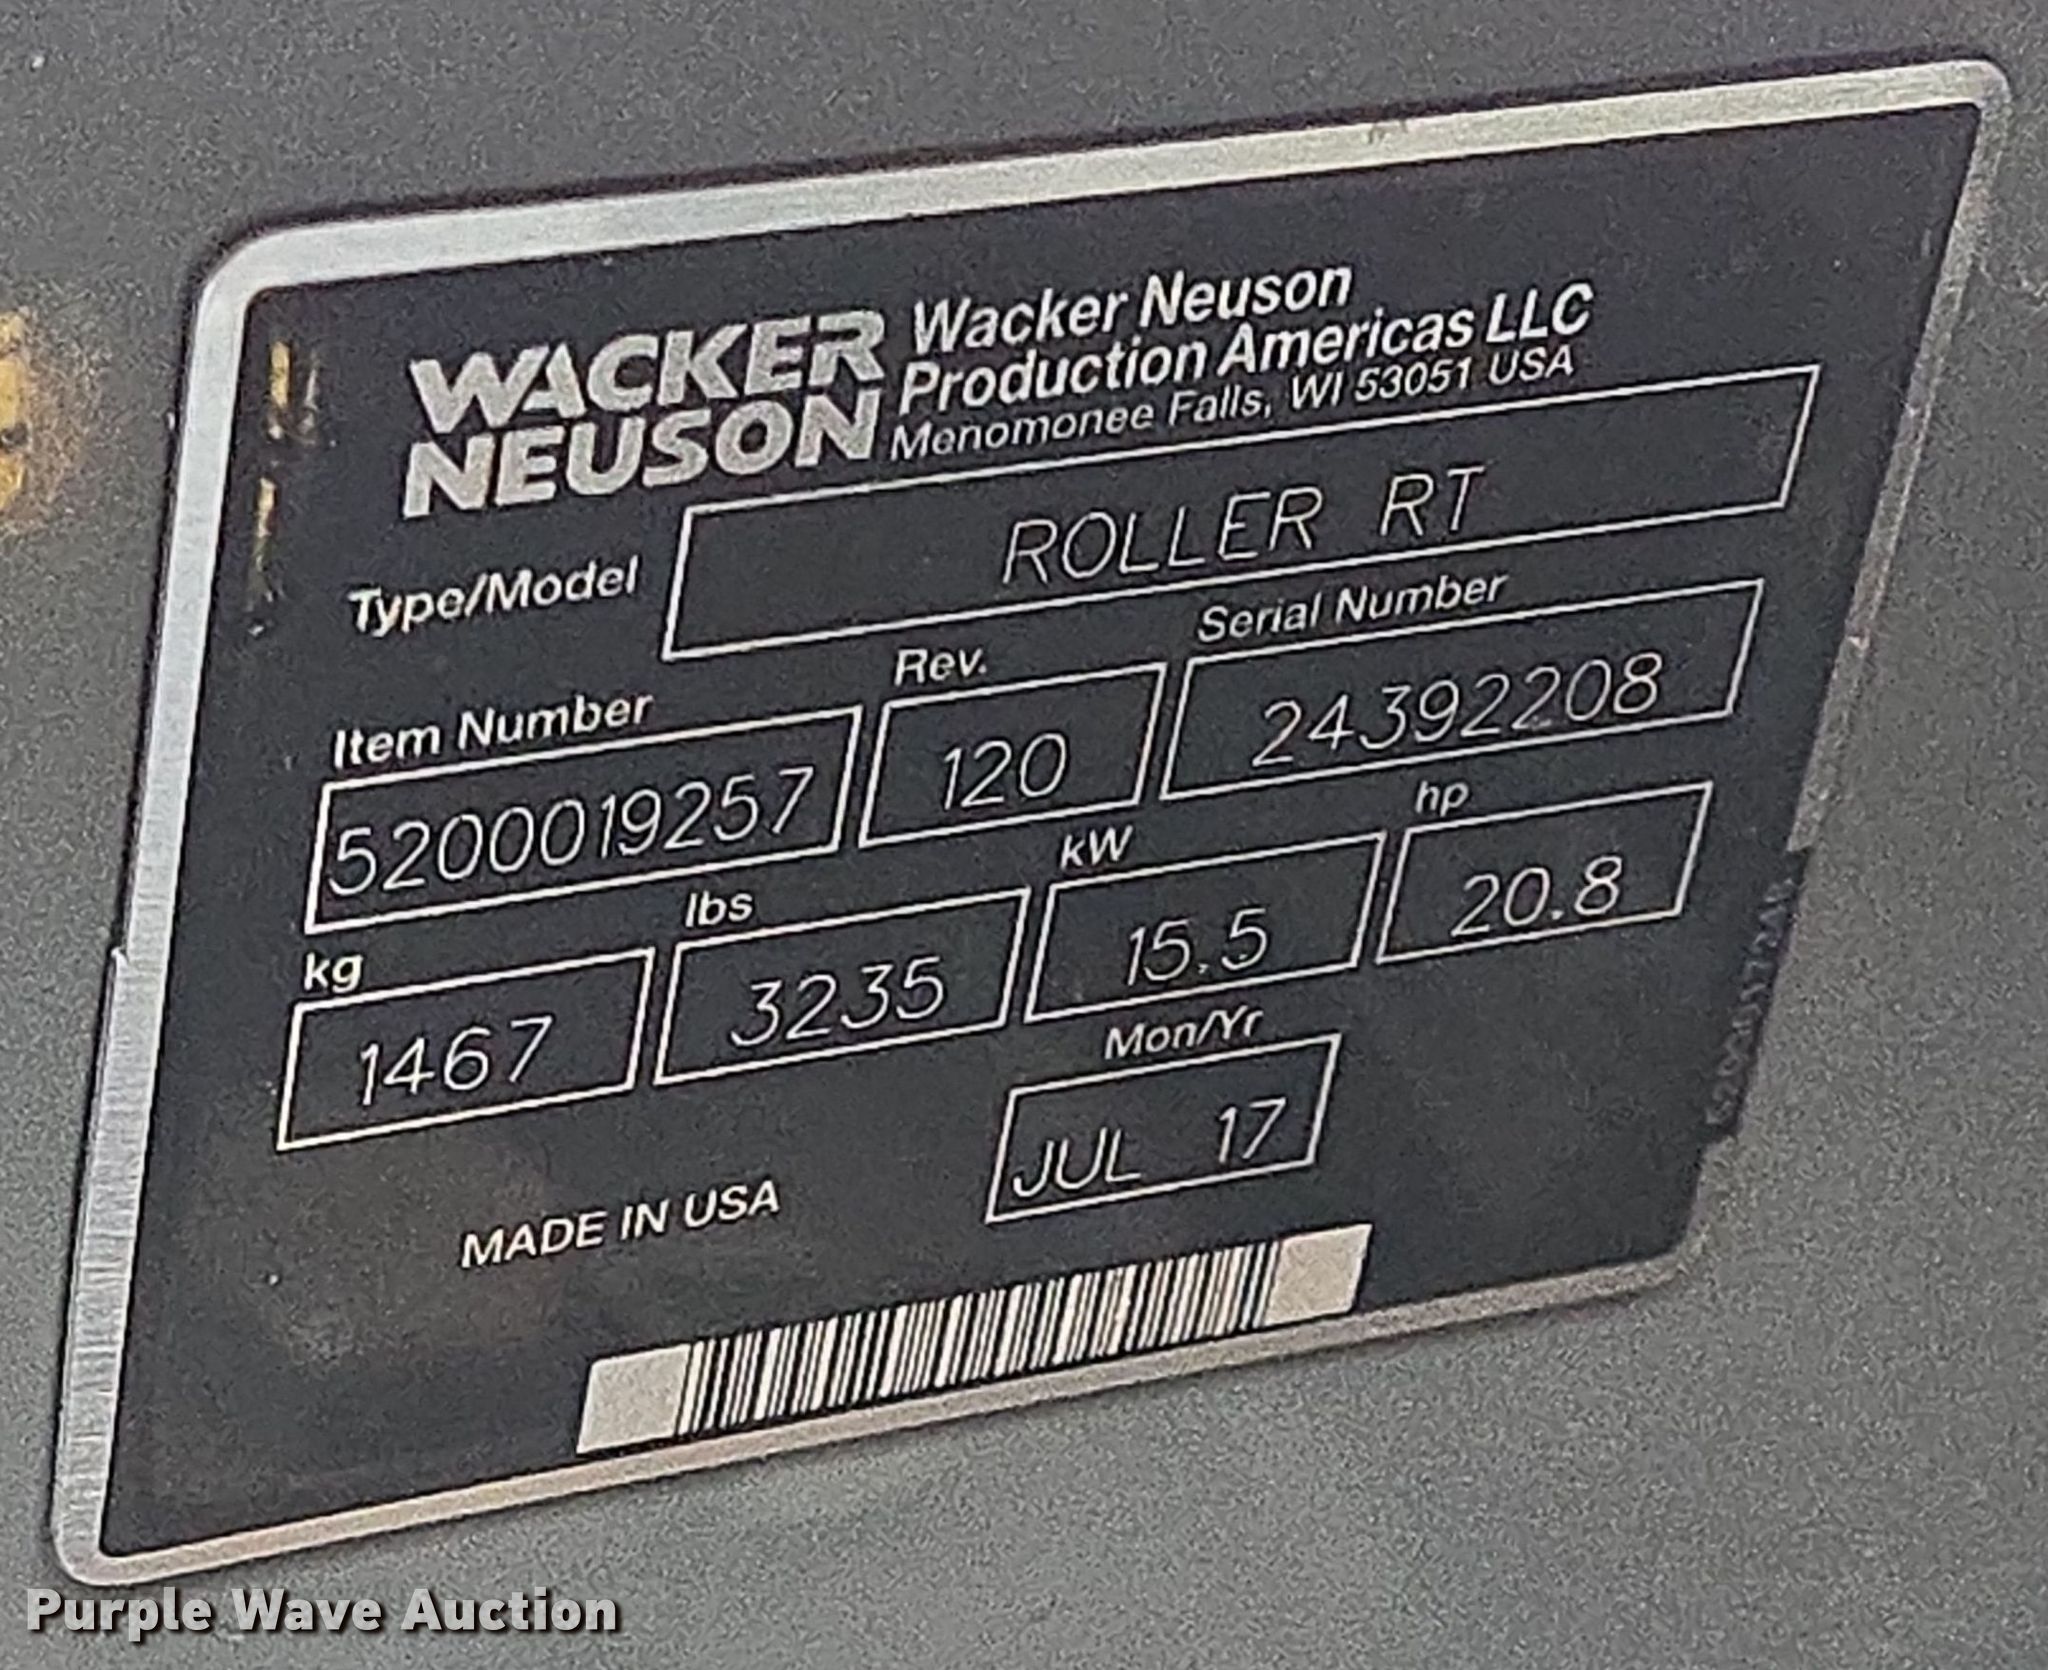 WACKER
NEUSON
Wacker Neuson
Production Americas LLC
Menomonee Falls, WI 53051 USA
Type/Model
ROLLER RT
Item Number
Rev.
Serial Number
5200019257
120
24392208
kg
lbs
kW
hp
1467
3235
15.5
20.8
Mon/Yr
JUL 17
MADE IN USA
Purple Wave Auction